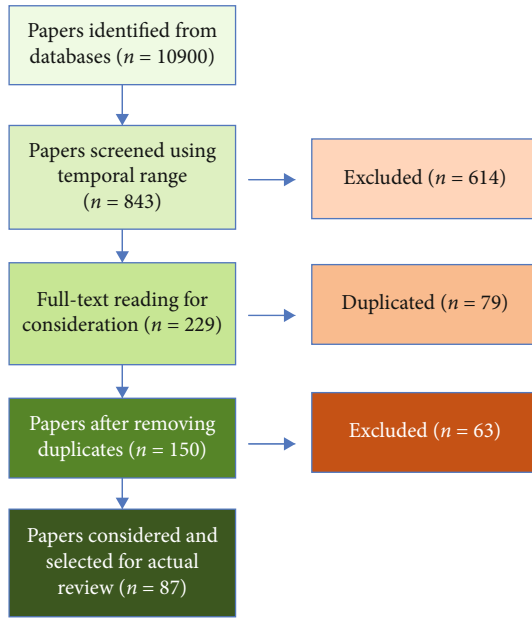 Papers identified from
databases (n = 10900)
Papers screened using
temporal range
(n = 843)
Excluded (n = 614)
Full-text reading for
consideration (n = 229)
Duplicated (n = 79)
Papers after removing
duplicates (n = 150)
Excluded (n = 63)
Papers considered and
selected for actual
review (n = 87)